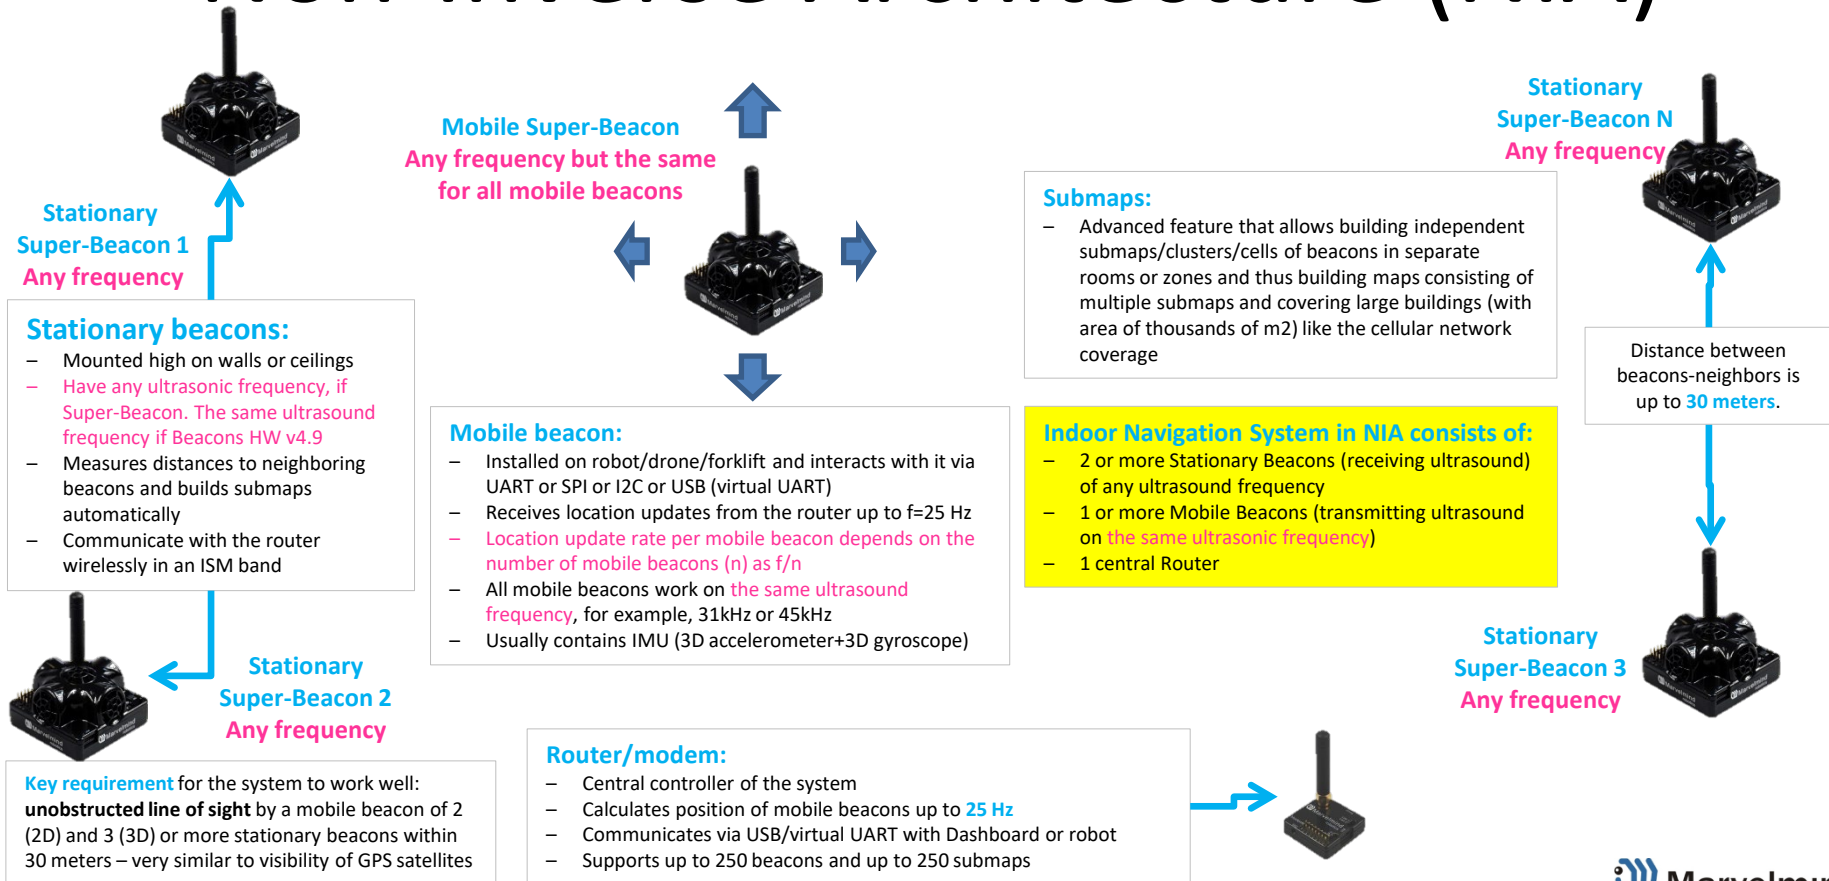 Non-Inverse Architecture (NIA)
Stationary
Super-Beacon 1
Any frequency
Mobile Super-Beacon
Any frequency but the same
for all mobile beacons
Stationary
Super-Beacon N
Any frequency
Stationary beacons:
– Mounted high on walls or ceilings
– Have any ultrasonic frequency, if
Super-Beacon. The same ultrasound
frequency if Beacons HW v4.9
– Measures distances to neighboring
beacons and builds submaps
automatically
– Communicate with the router
wirelessly in an ISM band
Submaps:
– Advanced feature that allows building independent
submaps/clusters/cells of beacons in separate
rooms or zones and thus building maps consisting of
multiple submaps and covering large buildings (with
area of thousands of m2) like the cellular network
coverage
Distance between
beacons-neighbors is
up to 30 meters.
Mobile beacon:
– Installed on robot/drone/forklift and interacts with it via
UART or SPI or I2C or USB (virtual UART)
– Receives location updates from the router up to f=25 Hz
– Location update rate per mobile beacon depends on the
number of mobile beacons (n) as f/n
– All mobile beacons work on the same ultrasound
frequency, for example, 31kHz or 45kHz
– Usually contains IMU (3D accelerometer+3D gyroscope)
Indoor Navigation System in NIA consists of:
– 2 or more Stationary Beacons (receiving ultrasound)
of any ultrasound frequency
– 1 or more Mobile Beacons (transmitting ultrasound
on the same ultrasonic frequency)
– 1 central Router
Stationary
Super-Beacon 2
Any frequency
Stationary
Super-Beacon 3
Any frequency
Key requirement for the system to work well:
unobstructed line of sight by a mobile beacon of 2
(2D) and 3 (3D) or more stationary beacons within
30 meters – very similar to visibility of GPS satellites
Router/modem:
– Central controller of the system
– Calculates position of mobile beacons up to 25 Hz
– Communicates via USB/virtual UART with Dashboard or robot
– Supports up to 250 beacons and up to 250 submaps